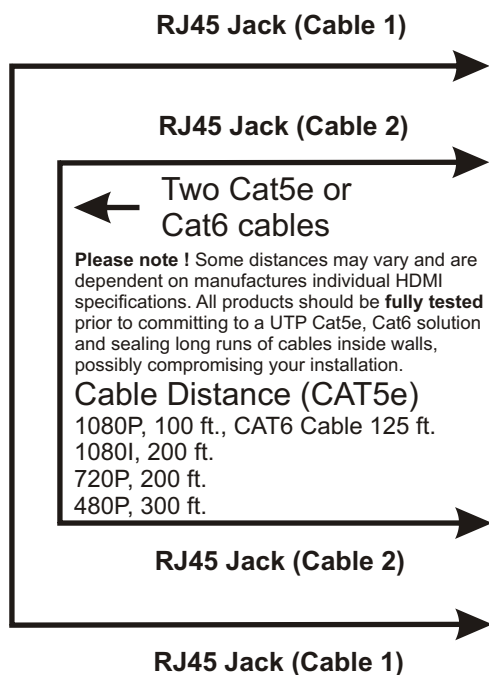 RJ45 Jack (Cable 1)
RJ45 Jack (Cable 2)
Two Cat5e or
Cat6 cables
Please note ! Some distances may vary and are
dependent on manufactures individual HDMI
specifications. All products should be fully tested
prior to committing to a UTP Cat5e, Cat6 solution
and sealing long runs of cables inside walls,
possibly compromising your installation.
Cable Distance (CAT5e)
1080P, 100 ft., CAT6 Cable 125 ft.
1080I, 200 ft.
720P, 200 ft.
480P, 300 ft.
RJ45 Jack (Cable 2)
RJ45 Jack (Cable 1)